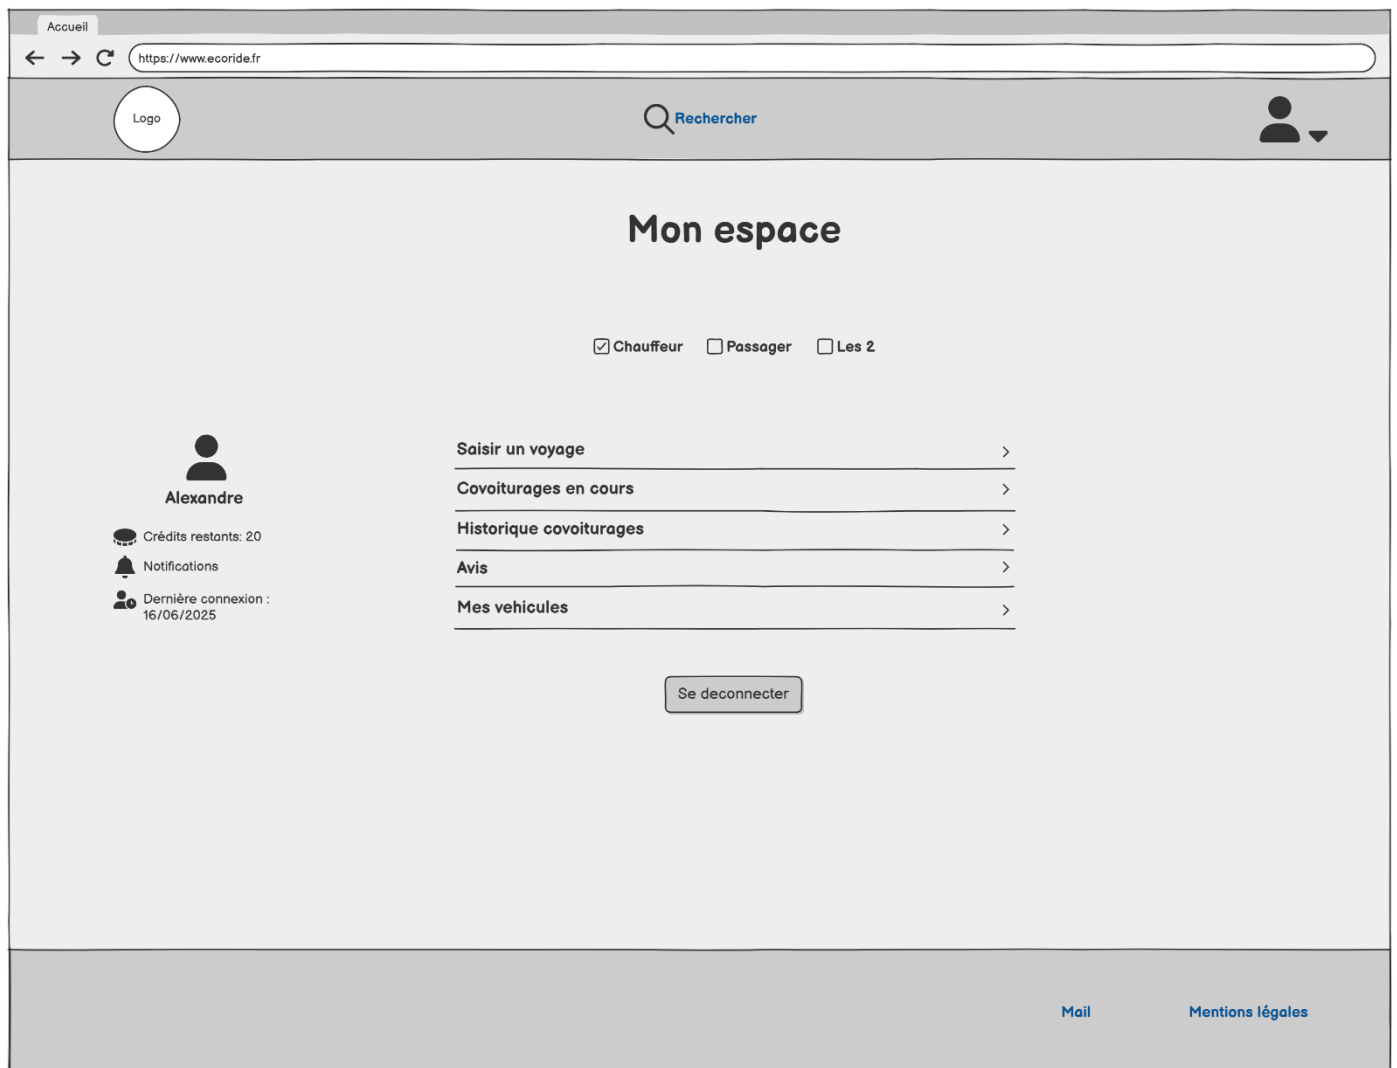 Accueil
https://www.ecoride.fr
Logo
Rechercher
Mon espace
Chauffeur
Passager
Les 2
Alexandre
Crédits restants: 20
Notifications
Dernière connexion :
16/06/2025
Saisir un voyage
Covoiturages en cours
Historique covoiturages
Avis
Mes vehicules
Se deconnecter
Mail
Mentions légales